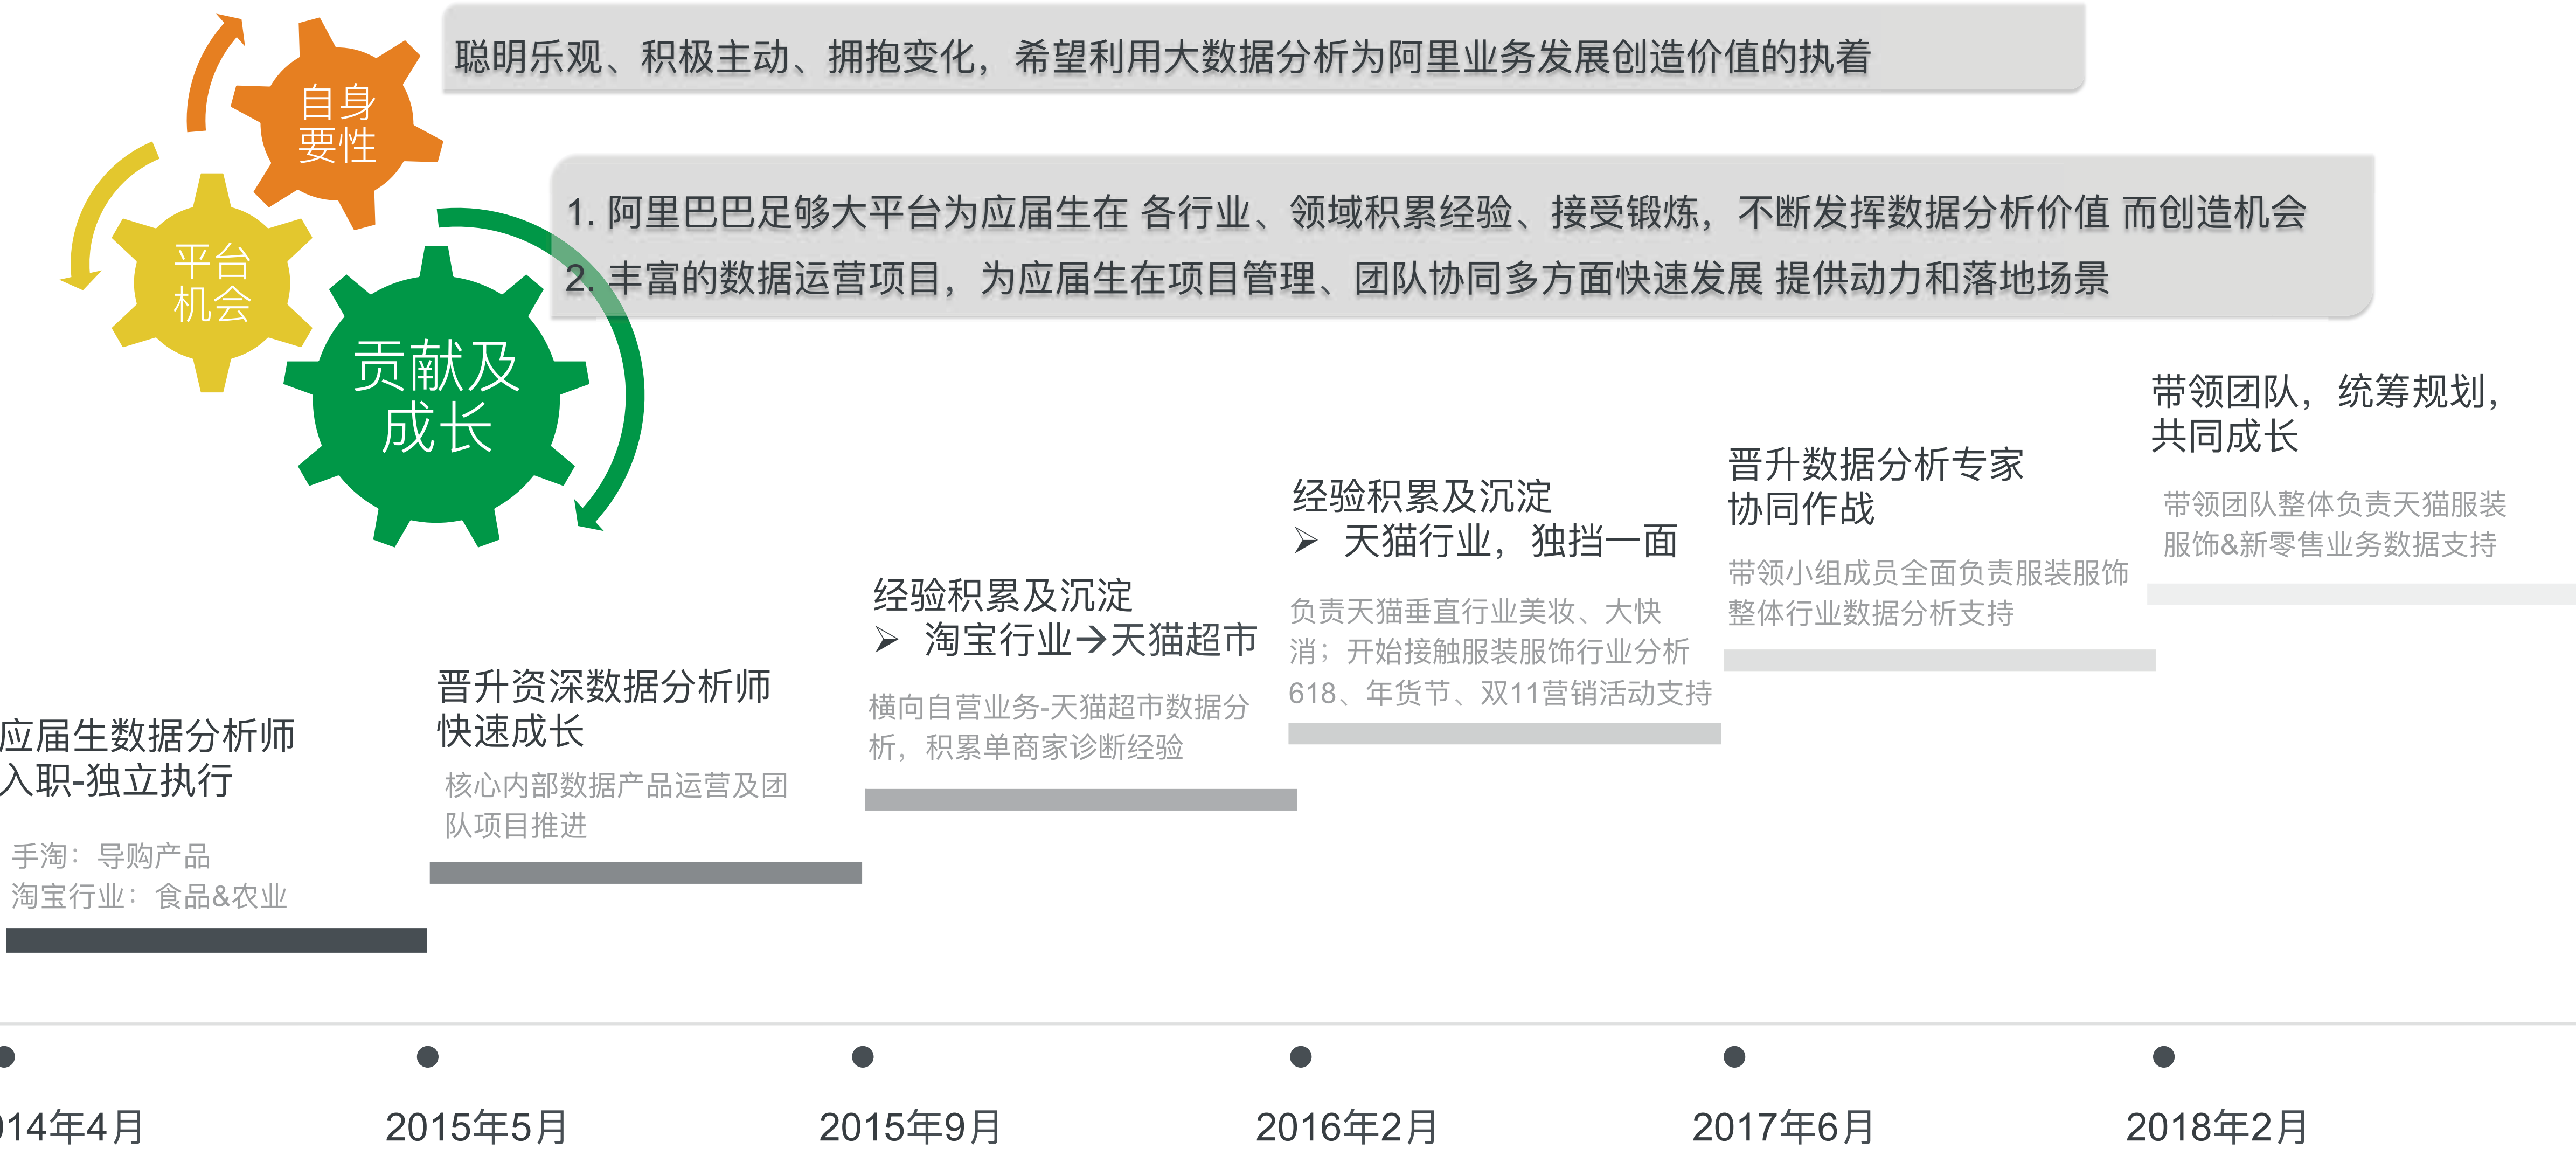 聪明乐观、积极主动、拥抱变化，希望利用大数据分析为阿里业务发展创造价值的执着
自身
要性
平台
机会
贡献及
成长
1. 阿里巴巴足够大平台为应届生在 各行业、领域积累经验、接受锻炼，不断发挥数据分析价值 而创造机会
2. 丰富的数据运营项目，为应届生在项目管理、团队协同多方面快速发展 提供动力和落地场景
应届生数据分析师
入职-独立执行
手淘：导购产品
淘宝行业：食品&农业
晋升资深数据分析师
快速成长
核心内部数据产品运营及团
队项目推进
经验积累及沉淀
➢ 淘宝行业→天猫超市
横向自营业务-天猫超市数据分
析，积累单商家诊断经验
经验积累及沉淀
➢ 天猫行业，独挡一面
负责天猫垂直行业美妆、大快
消；开始接触服装服饰行业分析
618、年货节、双11营销活动支持
晋升数据分析专家
协同作战
带领小组成员全面负责服装服饰
整体行业数据分析支持
带领团队，统筹规划，
共同成长
带领团队整体负责天猫服装
服饰&新零售业务数据支持
014年4月
2015年5月
2015年9月
2016年2月
2017年6月
2018年2月